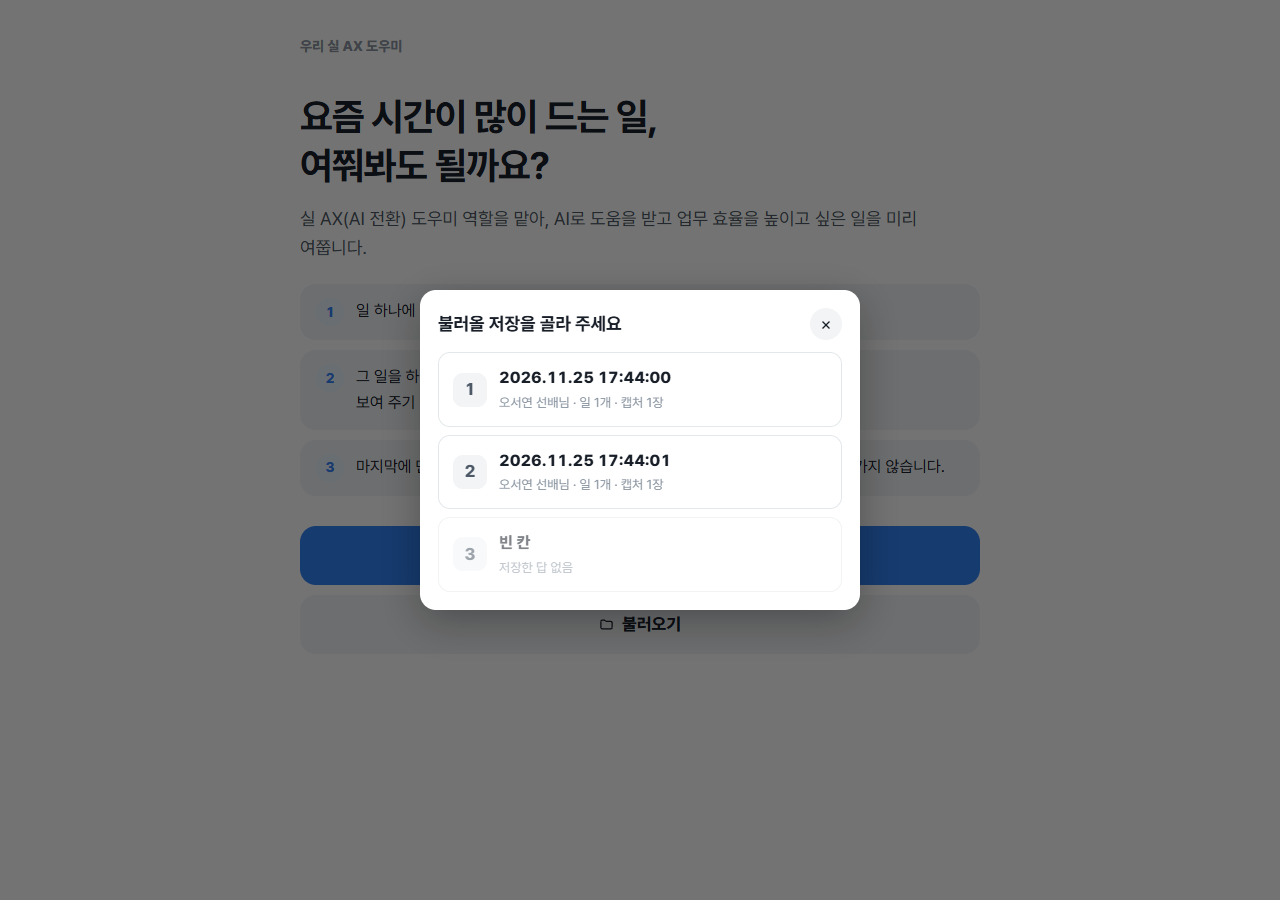 우리 실 AX 도우미
요즘 시간이 많이 드는 일,
여쭤봐도 될까요?
실 AX(AI 전환) 도우미 역할을 맡아, AI로 도움을 받고 업무 효율을 높이고 싶은 일을 미리
여쭙니다.
1 일 하나에
2 그 일을 하
보여 주기
3 마지막에 가지 않습니다.
불러올 저장을 골라 주세요
×
1 2026.11.25 17:44:00
오서연 선배님 · 일 1개 · 캡처 1장
2 2026.11.25 17:44:01
오서연 선배님 · 일 1개 · 캡처 1장
3 빈 칸
저장한 답 없음
불러오기